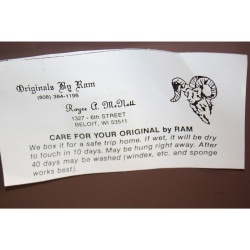 Originals By Ram
(608) 364-1196
Royce A. McNatt
1327 - 6th STREET
BELOIT, WI 53511
CARE FOR YOUR ORIGINAL by RAM
We box it for a safe trip home. If wet, it will be dry
to touch in 10 days. May be hung right away. After
40 days may be washed (windex, etc. and sponge
works best).